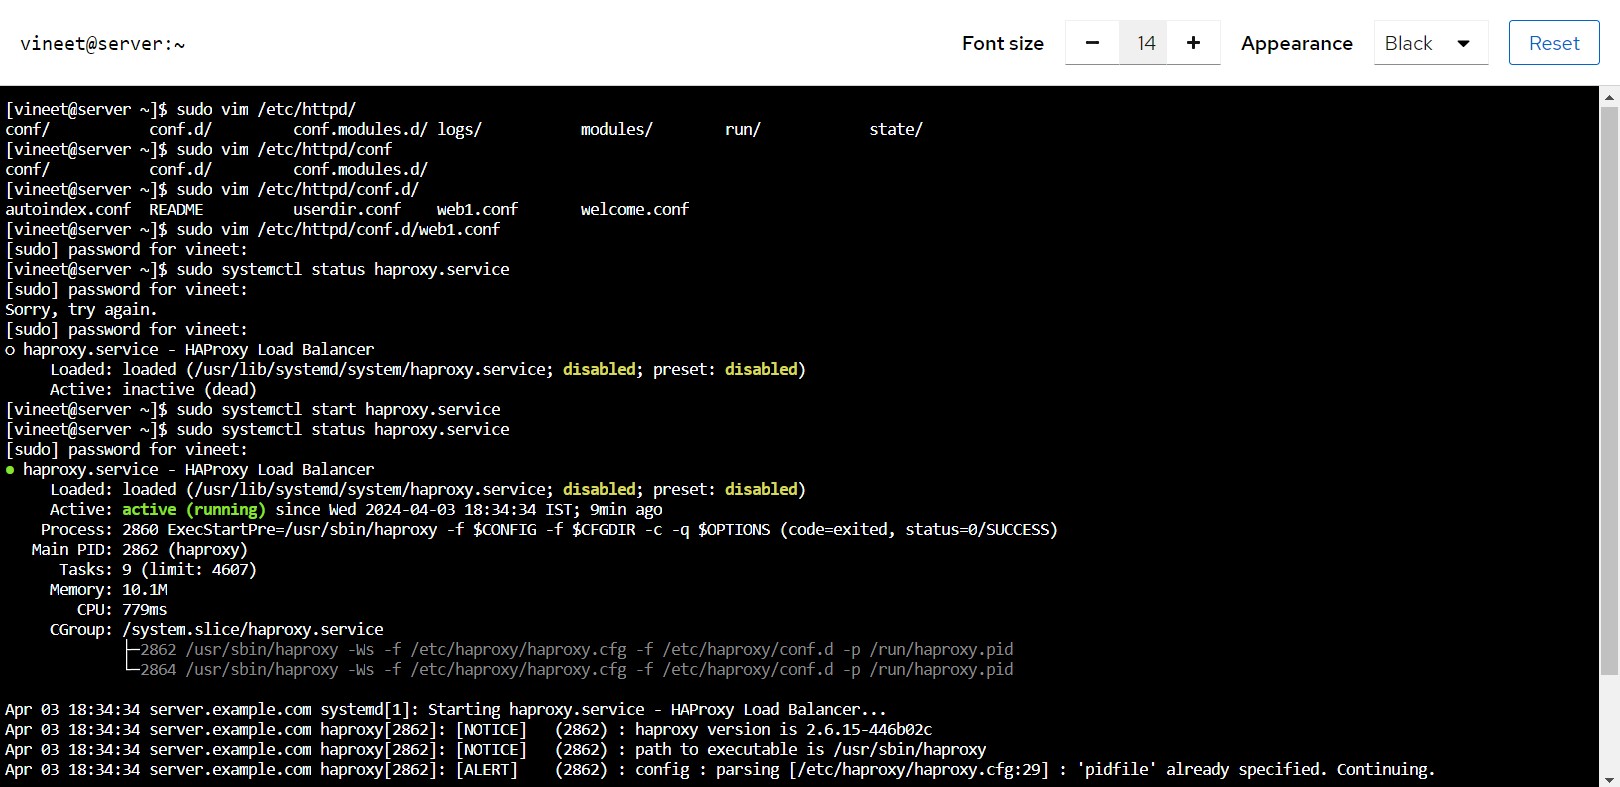 vineet@server:~
Font size
14
Appearance
Black
Reset
[vineet@server ~]$ sudo vim /etc/httpd/
conf/           conf.d/         conf.modules.d/ logs/           modules/        run/            state/
[vineet@server ~]$ sudo vim /etc/httpd/conf
conf/           conf.d/         conf.modules.d/
[vineet@server ~]$ sudo vim /etc/httpd/conf.d/
autoindex.conf  README          userdir.conf    web1.conf       welcome.conf
[vineet@server ~]$ sudo vim /etc/httpd/conf.d/web1.conf
[sudo] password for vineet:
[vineet@server ~]$ sudo systemctl status haproxy.service
[sudo] password for vineet:
Sorry, try again.
[sudo] password for vineet:
○ haproxy.service - HAProxy Load Balancer
     Loaded: loaded (/usr/lib/systemd/system/haproxy.service; disabled; preset: disabled)
     Active: inactive (dead)
[vineet@server ~]$ sudo systemctl start haproxy.service
[vineet@server ~]$ sudo systemctl status haproxy.service
[sudo] password for vineet:
● haproxy.service - HAProxy Load Balancer
     Loaded: loaded (/usr/lib/systemd/system/haproxy.service; disabled; preset: disabled)
     Active: active (running) since Wed 2024-04-03 18:34:34 IST; 9min ago
    Process: 2860 ExecStartPre=/usr/sbin/haproxy -f $CONFIG -f $CFGDIR -c -q $OPTIONS (code=exited, status=0/SUCCESS)
   Main PID: 2862 (haproxy)
      Tasks: 9 (limit: 4607)
     Memory: 10.1M
        CPU: 779ms
     CGroup: /system.slice/haproxy.service
             ├─2862 /usr/sbin/haproxy -Ws -f /etc/haproxy/haproxy.cfg -f /etc/haproxy/conf.d -p /run/haproxy.pid
             └─2864 /usr/sbin/haproxy -Ws -f /etc/haproxy/haproxy.cfg -f /etc/haproxy/conf.d -p /run/haproxy.pid
Apr 03 18:34:34 server.example.com systemd[1]: Starting haproxy.service - HAProxy Load Balancer...
Apr 03 18:34:34 server.example.com haproxy[2862]: [NOTICE]   (2862) : haproxy version is 2.6.15-446b02c
Apr 03 18:34:34 server.example.com haproxy[2862]: [NOTICE]   (2862) : path to executable is /usr/sbin/haproxy
Apr 03 18:34:34 server.example.com haproxy[2862]: [ALERT]    (2862) : config : parsing [/etc/haproxy/haproxy.cfg:29] : 'pidfile' already specified. Continuing.